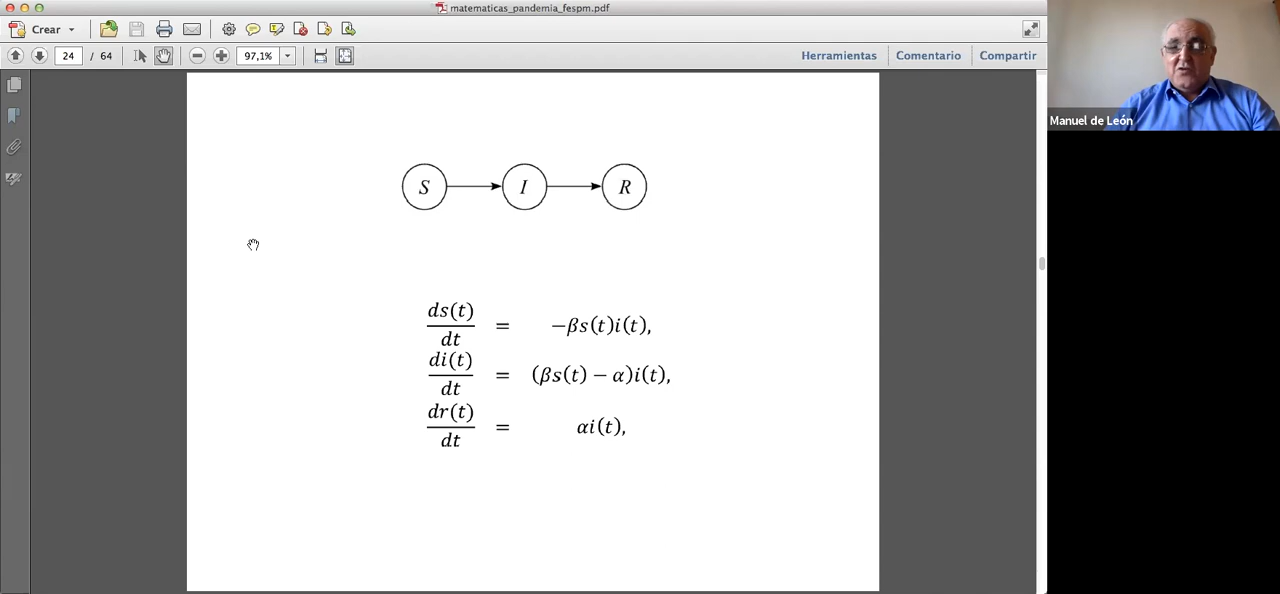 matematicas_pandemia_fespm.pdf
Crear
24 / 64 97,1% Herramientas Comentario Compartir
Manuel de León
S I R
ds(t)/dt = −βs(t)i(t),
di(t)/dt = (βs(t) − α)i(t),
dr(t)/dt = αi(t),